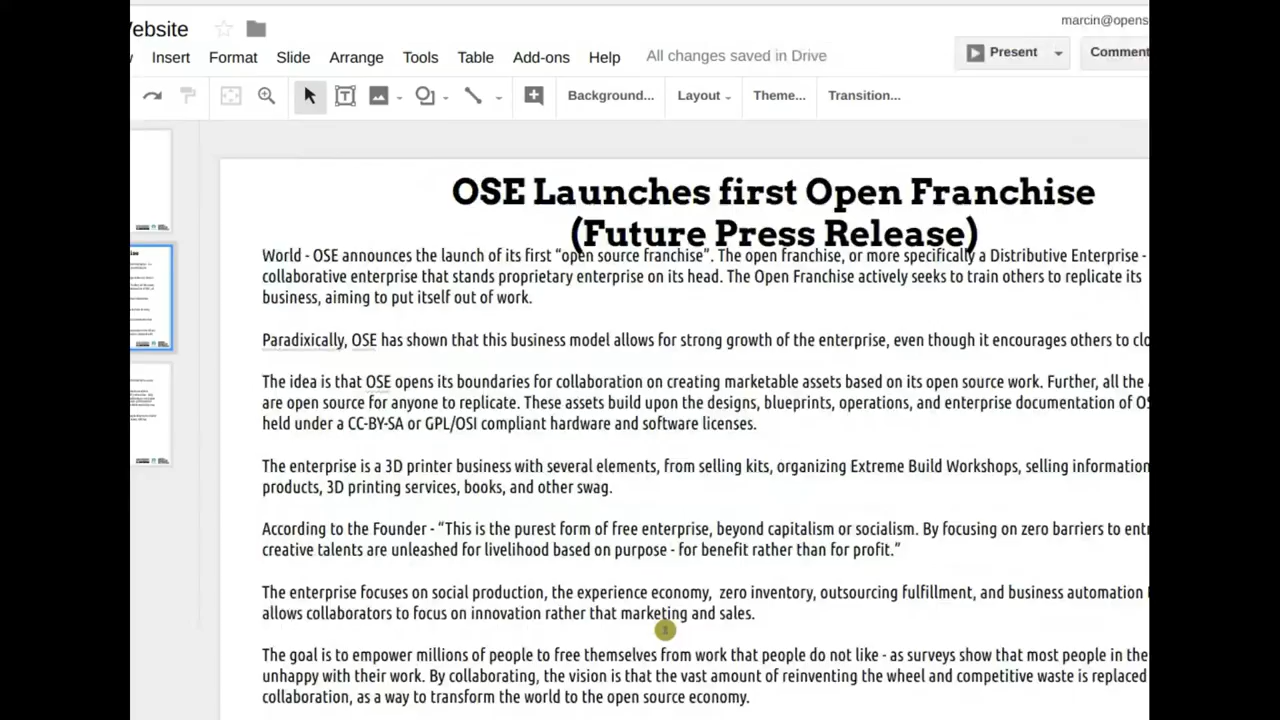 ebsite
marcin@opens
Insert Format Slide Arrange Tools Table Add-ons Help All changes saved in Drive
Present Comment
Background... Layout Theme... Transition...
OSE Launches first Open Franchise
(Future Press Release)
World - OSE announces the launch of its first “open source franchise”. The open franchise, or more specifically a Distributive Enterprise -
collaborative enterprise that stands proprietary enterprise on its head. The Open Franchise actively seeks to train others to replicate its
business, aiming to put itself out of work.
Paradixically, OSE has shown that this business model allows for strong growth of the enterprise, even though it encourages others to clo
The idea is that OSE opens its boundaries for collaboration on creating marketable assets based on its open source work. Further, all the
are open source for anyone to replicate. These assets build upon the designs, blueprints, operations, and enterprise documentation of OS
held under a CC-BY-SA or GPL/OSI compliant hardware and software licenses.
The enterprise is a 3D printer business with several elements, from selling kits, organizing Extreme Build Workshops, selling information
products, 3D printing services, books, and other swag.
According to the Founder - “This is the purest form of free enterprise, beyond capitalism or socialism. By focusing on zero barriers to ent
creative talents are unleashed for livelihood based on purpose - for benefit rather than for profit.”
The enterprise focuses on social production, the experience economy, zero inventory, outsourcing fulfillment, and business automation
allows collaborators to focus on innovation rather that marketing and sales.
The goal is to empower millions of people to free themselves from work that people do not like - as surveys show that most people in the
unhappy with their work. By collaborating, the vision is that the vast amount of reinventing the wheel and competitive waste is replaced
collaboration, as a way to transform the world to the open source economy.